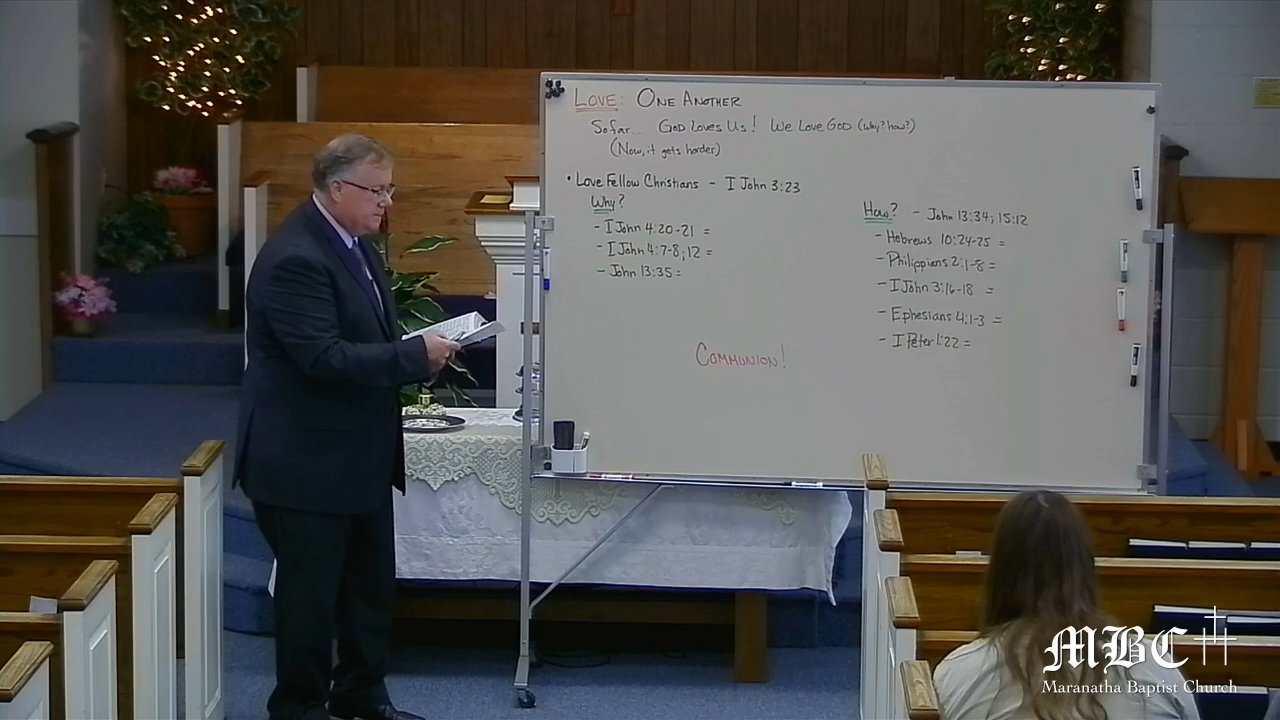 LOVE: ONE ANOTHER
So far... GOD LOVES US! WE LOVE GOD (why? how?)
(Now, it gets harder)
• LOVE FELLOW CHRISTIANS - I JOHN 3:23
Why?
- I JOHN 4:20-21 =
- I JOHN 4:7-8, 12 =
- JOHN 13:35 =
How? - JOHN 13:34; 15:12
- Hebrews 10:24-25 =
- Philippians 2:1-8 =
- I John 3:16-18 =
- Ephesians 4:1-3 =
- I Peter 1:22 =
COMMUNION!
MBC
Maranatha Baptist Church